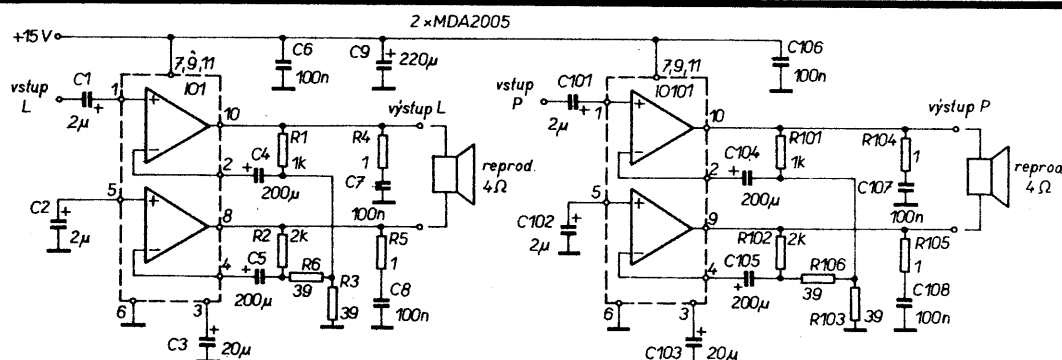 2×MDA2005
+15V
C6
100n
C9
+
220µ
C106
100n
7,9,11
IO1
vstup
L
C1
+
2µ
1
+
−
10
2
R1
1k
C4
+
200µ
R4
1
C7
100n
výstup L
reprod.
4Ω
5
C2
+
2µ
+
−
8
4
R2
2k
C5
+
200µ
R6
39
R3
39
R5
1
C8
100n
6
3
C3
+
20µ
7,9,11
IO101
vstup
P
C101
+
2µ
1
+
−
10
2
R101
1k
C104
+
200µ
R104
1
C107
100n
výstup P
reprod.
4Ω
5
C102
+
2µ
+
−
9
4
R102
2k
C105
+
200µ
R106
39
R103
39
R105
1
C108
100n
6
3
C103
+
20µ